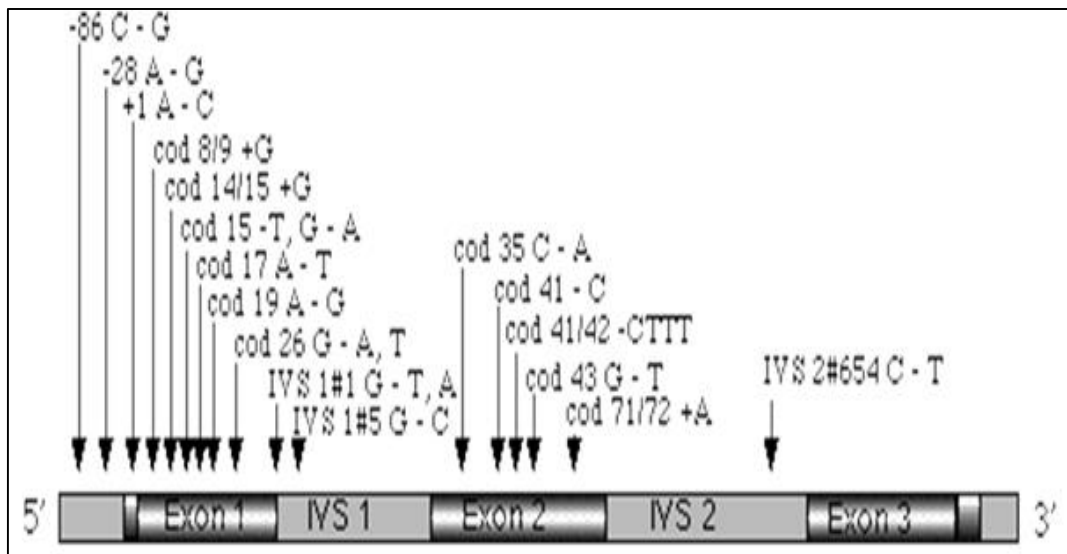 -86 C - G
-28 A - G
+1 A - C
cod 8/9 +G
cod 14/15 +G
cod 15 -T, G - A
cod 17 A - T
cod 19 A - G
cod 26 G - A, T
IVS 1#1 G - T, A
IVS 1#5 G - C
cod 35 C - A
cod 41 - C
cod 41/42 -CTTT
cod 43 G - T
cod 71/72 +A
IVS 2#654 C - T
5' Exon 1 IVS 1 Exon 2 IVS 2 Exon 3 3'